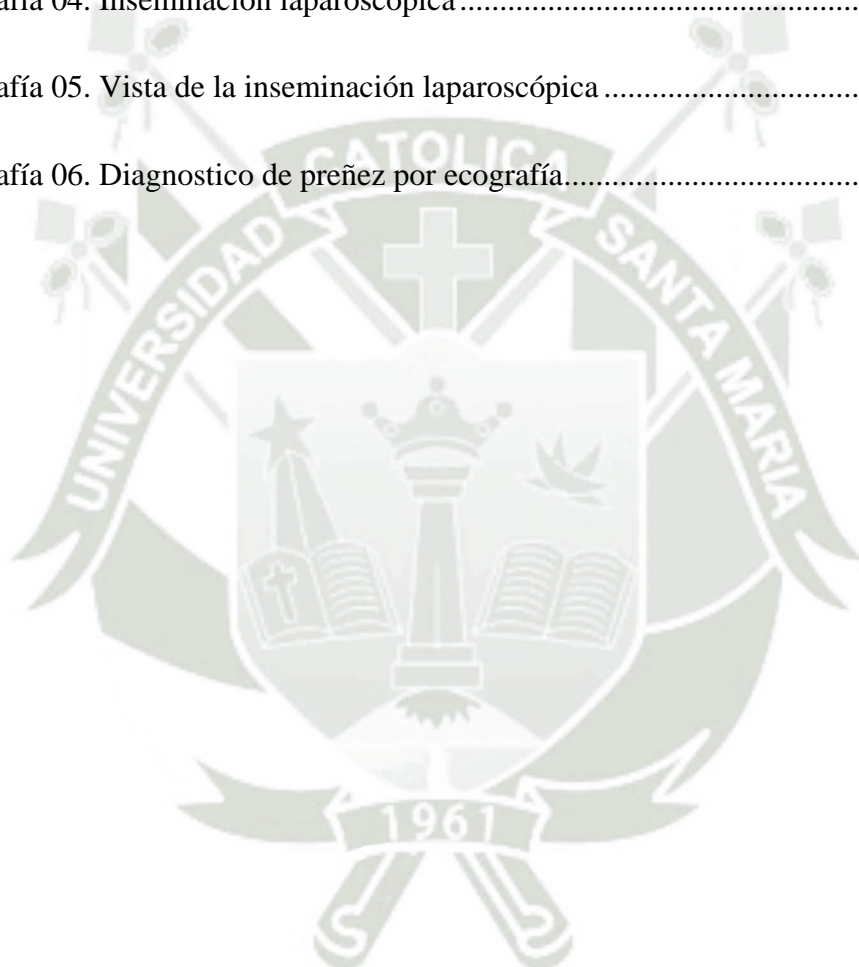 afía 04. Inseminación laparoscópica
afía 05. Vista de la inseminación laparoscópica
afía 06. Diagnostico de preñez por ecografía
UNIVERSIDAD CATOLICA SANTA MARIA
1961